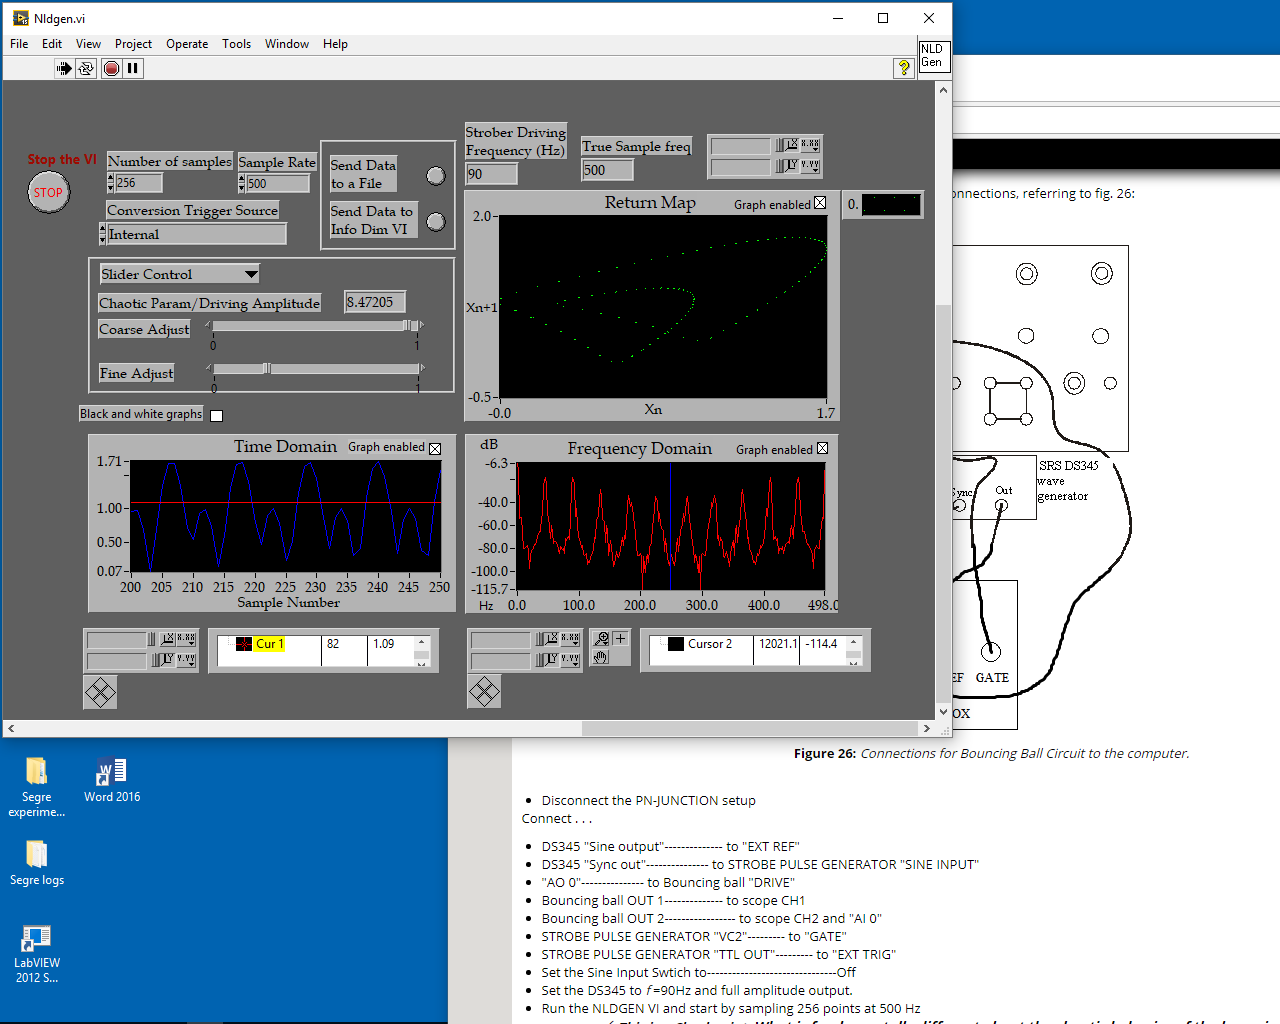 Nldgen.vi
File Edit View Project Operate Tools Window Help
NLD
Gen
Stop the VI
STOP
Number of samples
256
Sample Rate
500
Conversion Trigger Source
Internal
Send Data
to a File
Send Data to
Info Dim VI
Strober Driving
Frequency (Hz)
90
True Sample freq
500
Slider Control
Chaotic Param/Driving Amplitude
8.47205
Coarse Adjust
0 1
Fine Adjust
0 1
Black and white graphs
Return Map
Graph enabled
0.
2.0
Xn+1
-0.5
-0.0 Xn 1.7
Time Domain
Graph enabled
1.71
1.00
0.50
0.07
200 205 210 215 220 225 230 235 240 245 250
Sample Number
dB
Frequency Domain
Graph enabled
-6.3
-40.0
-60.0
-80.0
-100.0
-115.7
Hz 0.0 100.0 200.0 300.0 400.0 498.0
Cur 1 82 1.09
Cursor 2 12021.1 -114.4
onnections, referring to fig. 26:
SRS DS345
wave
generator
Sync Out
EF GATE
OX
Figure 26: Connections for Bouncing Ball Circuit to the computer.
Disconnect the PN-JUNCTION setup
Connect . . .
DS345 "Sine output"-------------- to "EXT REF"
DS345 "Sync out"--------------- to STROBE PULSE GENERATOR "SINE INPUT"
"AO 0"--------------- to Bouncing ball "DRIVE"
Bouncing ball OUT 1-------------- to scope CH1
Bouncing ball OUT 2----------------- to scope CH2 and "AI 0"
STROBE PULSE GENERATOR "VC2"--------- to "GATE"
STROBE PULSE GENERATOR "TTL OUT"--------- to "EXT TRIG"
Set the Sine Input Swtich to-------------------------------Off
Set the DS345 to f=90Hz and full amplitude output.
Run the NLDGEN VI and start by sampling 256 points at 500 Hz
Segre
experime...
Word 2016
Segre logs
LabVIEW
2012 S...